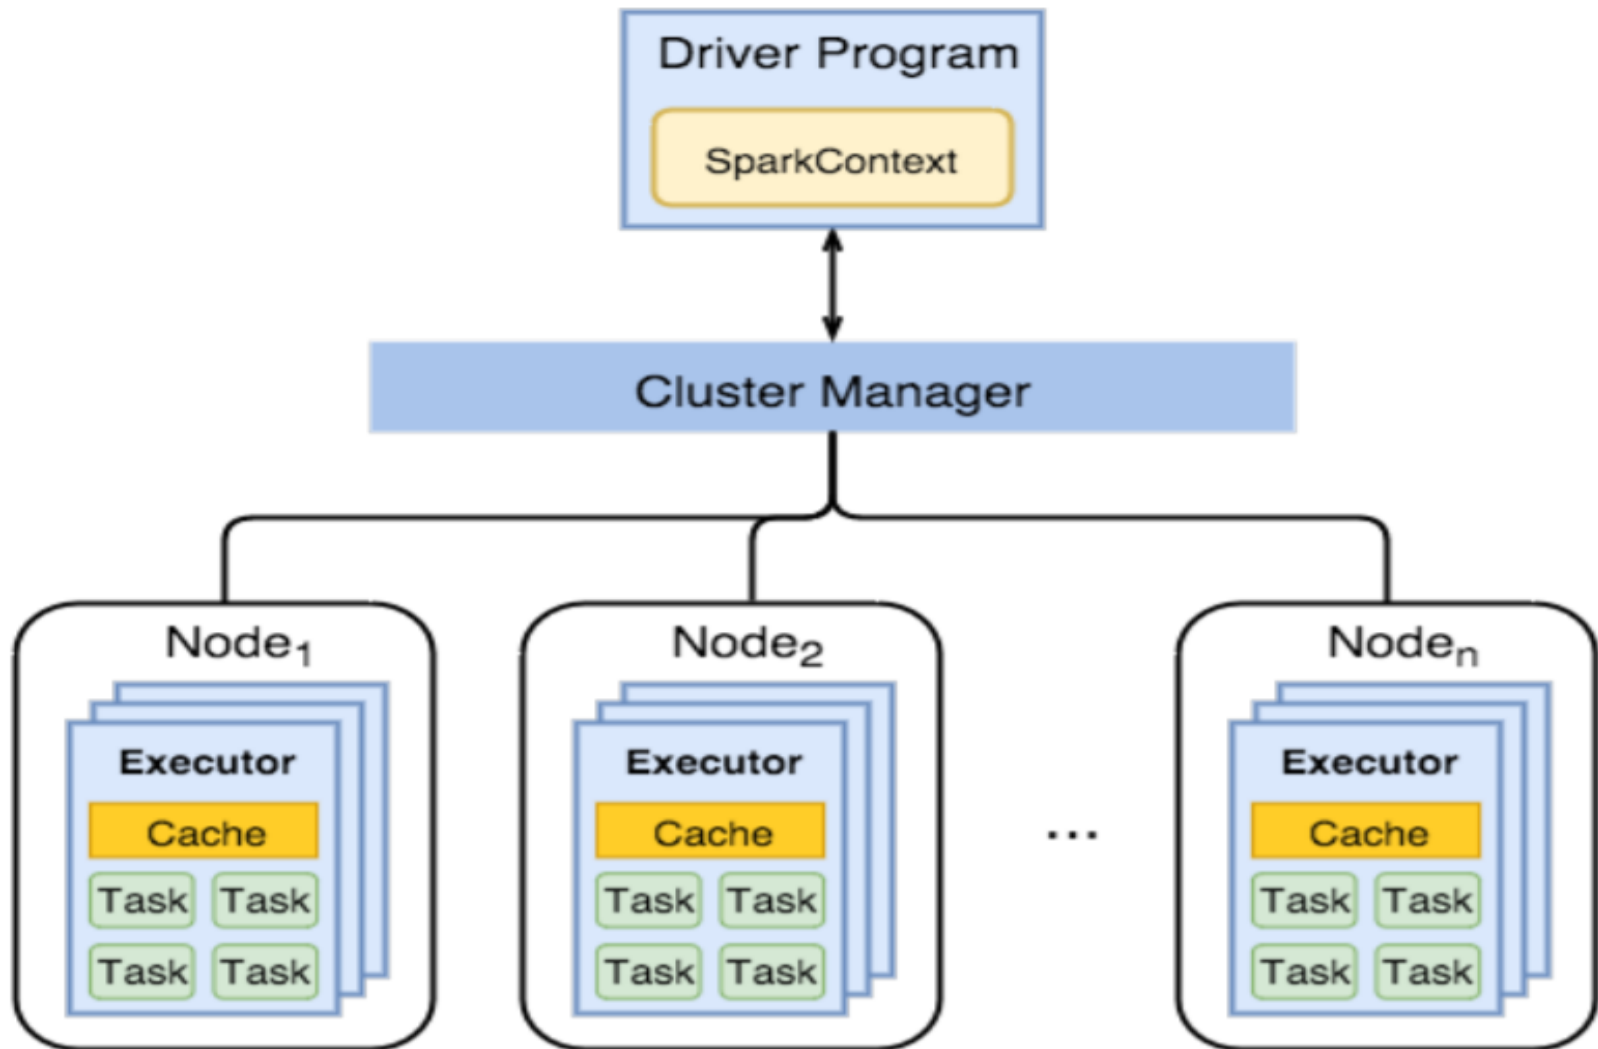 Driver Program
SparkContext
Cluster Manager
Node₁
Node₂
Nodeₙ
Executor
Executor
Executor
Cache
Cache
...
Cache
Task Task
Task Task
Task Task
Task Task
Task Task
Task Task